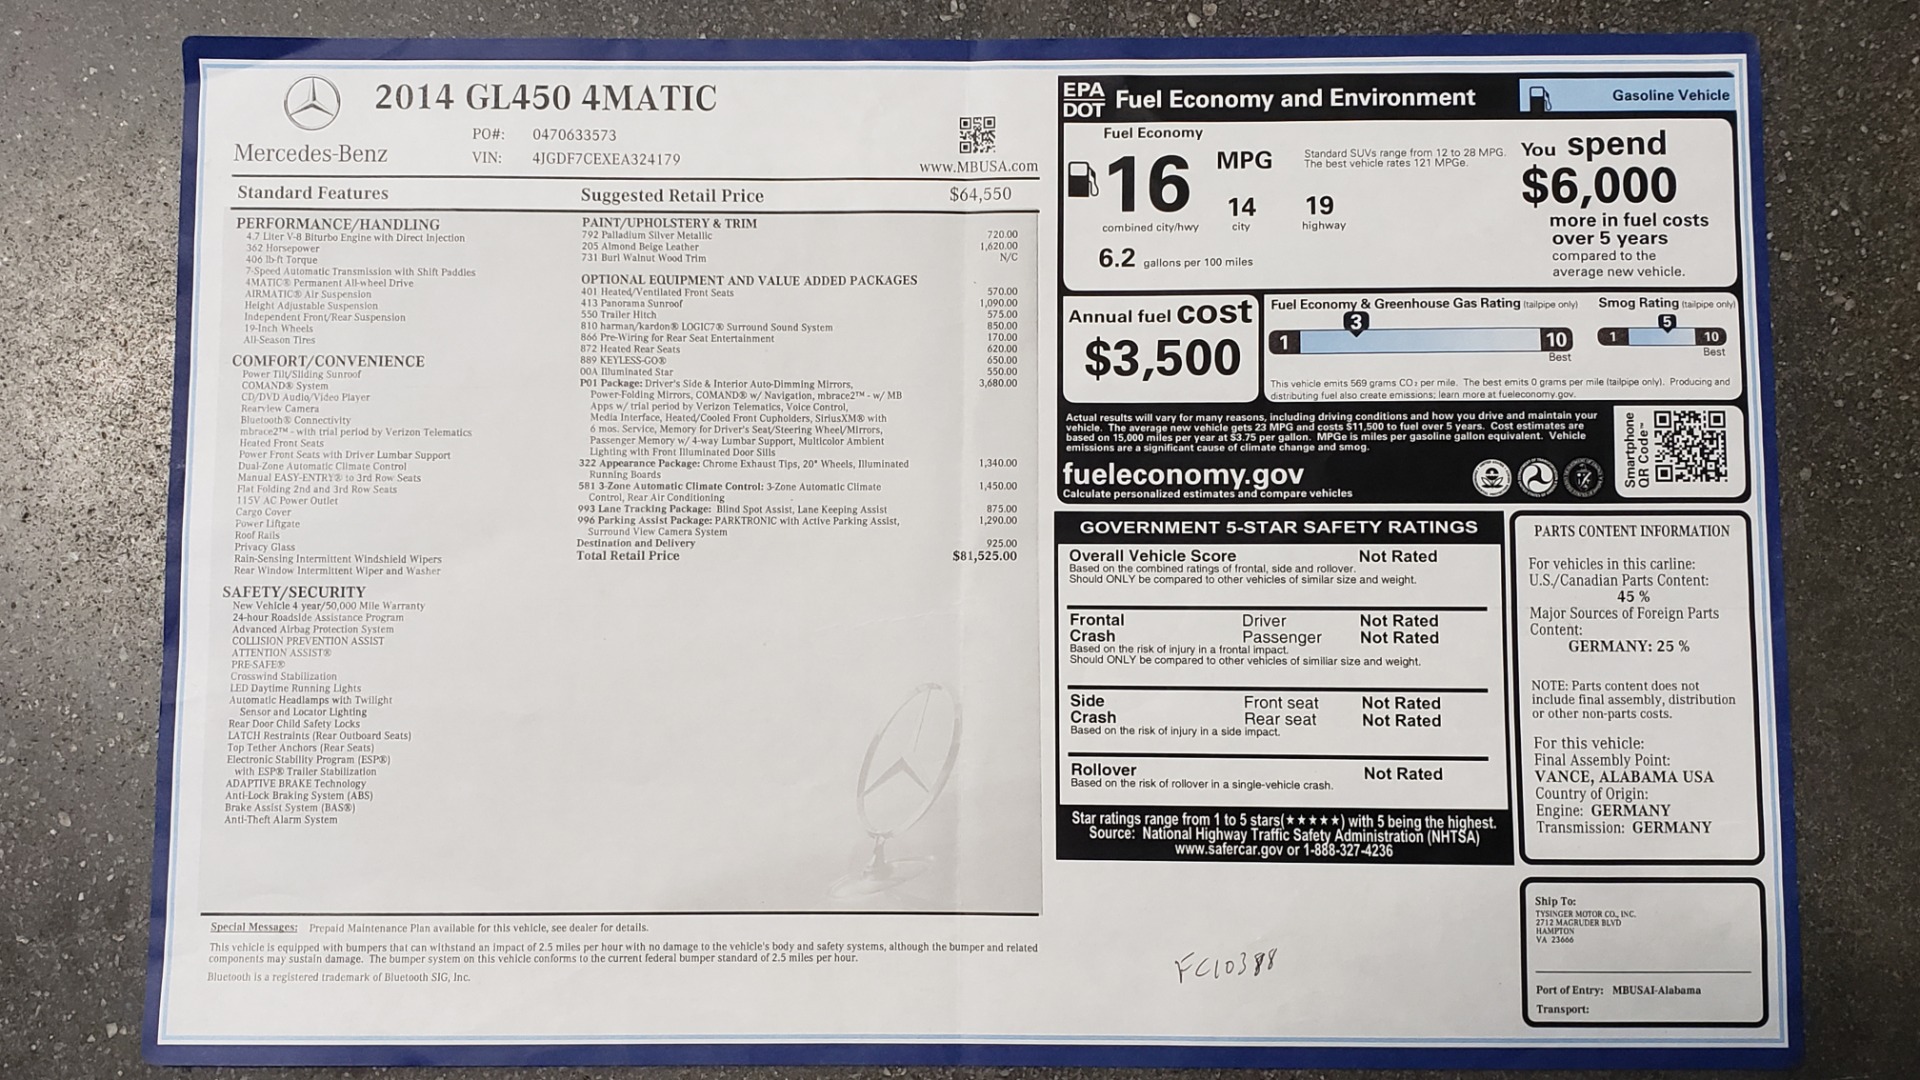 2014 GL450 4MATIC
Mercedes-Benz
PO#: 0470633573
VIN: 4JGDF7CEXEA324179
www.MBUSA.com
Standard Features
PERFORMANCE/HANDLING
4.7 Liter V-8 Biturbo Engine with Direct Injection
362 Horsepower
406 lb-ft Torque
7-Speed Automatic Transmission with Shift Paddles
4MATIC® Permanent All-wheel Drive
AIRMATIC® Air Suspension
Height Adjustable Suspension
Independent Front/Rear Suspension
19-Inch Wheels
All-Season Tires
COMFORT/CONVENIENCE
Power Tilt/Sliding Sunroof
COMAND® System
CD/DVD Audio/Video Player
Rearview Camera
Bluetooth® Connectivity
mbrace2™ - with trial period by Verizon Telematics
Heated Front Seats
Power Front Seats with Driver Lumbar Support
Dual-Zone Automatic Climate Control
Manual EASY-ENTRY® to 3rd Row Seats
Flat Folding 2nd and 3rd Row Seats
115V AC Power Outlet
Cargo Cover
Power Liftgate
Roof Rails
Privacy Glass
Rain-Sensing Intermittent Windshield Wipers
Rear Window Intermittent Wiper and Washer
SAFETY/SECURITY
New Vehicle 4 year/50,000 Mile Warranty
24-hour Roadside Assistance Program
Advanced Airbag Protection System
COLLISION PREVENTION ASSIST
ATTENTION ASSIST®
PRE-SAFE®
Crosswind Stabilization
LED Daytime Running Lights
Automatic Headlamps with Twilight
Sensor and Locator Lighting
Rear Door Child Safety Locks
LATCH Restraints (Rear Outboard Seats)
Top Tether Anchors (Rear Seats)
Electronic Stability Program (ESP®)
with ESP® Trailer Stabilization
ADAPTIVE BRAKE Technology
Anti-Lock Braking System (ABS)
Brake Assist System (BAS®)
Anti-Theft Alarm System
Suggested Retail Price $64,550
PAINT/UPHOLSTERY & TRIM
792 Palladium Silver Metallic 720.00
205 Almond Beige Leather 1,620.00
731 Burl Walnut Wood Trim N/C
OPTIONAL EQUIPMENT AND VALUE ADDED PACKAGES
401 Heated/Ventilated Front Seats 570.00
413 Panorama Sunroof 1,090.00
550 Trailer Hitch 575.00
810 harman/kardon® LOGIC7® Surround Sound System 850.00
866 Pre-Wiring for Rear Seat Entertainment 170.00
872 Heated Rear Seats 620.00
889 KEYLESS-GO® 650.00
00A Illuminated Star 550.00
P01 Package: Driver's Side & Interior Auto-Dimming Mirrors, 3,680.00
Power-Folding Mirrors, COMAND® w/ Navigation, mbrace2™ - w/ MB
Apps w/ trial period by Verizon Telematics, Voice Control,
Media Interface, Heated/Cooled Front Cupholders, SiriusXM® with
6 mos. Service, Memory for Driver's Seat/Steering Wheel/Mirrors,
Passenger Memory w/ 4-way Lumbar Support, Multicolor Ambient
Lighting with Front Illuminated Door Sills
322 Appearance Package: Chrome Exhaust Tips, 20" Wheels, Illuminated 1,340.00
Running Boards
581 3-Zone Automatic Climate Control: 3-Zone Automatic Climate 1,450.00
Control, Rear Air Conditioning
993 Lane Tracking Package: Blind Spot Assist, Lane Keeping Assist 875.00
996 Parking Assist Package: PARKTRONIC with Active Parking Assist, 1,290.00
Surround View Camera System
Destination and Delivery 925.00
Total Retail Price $81,525.00
Special Messages: Prepaid Maintenance Plan available for this vehicle, see dealer for details.
This vehicle is equipped with bumpers that can withstand an impact of 2.5 miles per hour with no damage to the vehicle's body and safety systems, although the bumper and related
components may sustain damage. The bumper system on this vehicle conforms to the current federal bumper standard of 2.5 miles per hour.
Bluetooth is a registered trademark of Bluetooth SIG, Inc.
EPA
DOT
Fuel Economy and Environment
Gasoline Vehicle
Fuel Economy
16 MPG
combined city/hwy
14
city
19
highway
6.2 gallons per 100 miles
Standard SUVs range from 12 to 28 MPG.
The best vehicle rates 121 MPGe.
You spend
$6,000
more in fuel costs
over 5 years
compared to the
average new vehicle.
Annual fuel cost
$3,500
Fuel Economy & Greenhouse Gas Rating (tailpipe only)
3
1
10
Best
Smog Rating (tailpipe only)
5
1
10
Best
This vehicle emits 569 grams CO2 per mile. The best emits 0 grams per mile (tailpipe only). Producing and
distributing fuel also create emissions; learn more at fueleconomy.gov.
Actual results will vary for many reasons, including driving conditions and how you drive and maintain your
vehicle. The average new vehicle gets 23 MPG and costs $11,500 to fuel over 5 years. Cost estimates are
based on 15,000 miles per year at $3.75 per gallon. MPGe is miles per gasoline gallon equivalent. Vehicle
emissions are a significant cause of climate change and smog.
fueleconomy.gov
Calculate personalized estimates and compare vehicles
Smartphone
QR Code™
GOVERNMENT 5-STAR SAFETY RATINGS
Overall Vehicle Score Not Rated
Based on the combined ratings of frontal, side and rollover.
Should ONLY be compared to other vehicles of similar size and weight.
Frontal Driver Not Rated
Crash Passenger Not Rated
Based on the risk of injury in a frontal impact.
Should ONLY be compared to other vehicles of similiar size and weight.
Side Front seat Not Rated
Crash Rear seat Not Rated
Based on the risk of injury in a side impact.
Rollover Not Rated
Based on the risk of rollover in a single-vehicle crash.
Star ratings range from 1 to 5 stars(★★★★★) with 5 being the highest.
Source: National Highway Traffic Safety Administration (NHTSA)
www.safercar.gov or 1-888-327-4236
PARTS CONTENT INFORMATION
For vehicles in this carline:
U.S./Canadian Parts Content:
45 %
Major Sources of Foreign Parts
Content:
GERMANY: 25 %
NOTE: Parts content does not
include final assembly, distribution
or other non-parts costs.
For this vehicle:
Final Assembly Point:
VANCE, ALABAMA USA
Country of Origin:
Engine: GERMANY
Transmission: GERMANY
Ship To:
TYSINGER MOTOR CO., INC.
2712 MAGRUDER BLVD
HAMPTON
VA 23666
Port of Entry: MBUSAI-Alabama
Transport:
FC10388